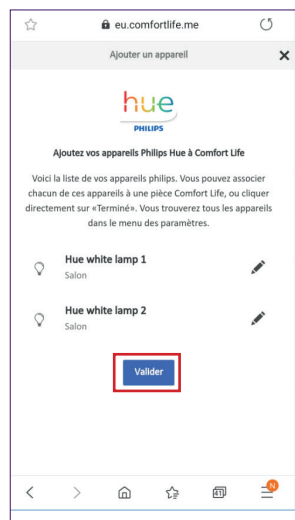 eu.comfortlife.me
Ajouter un appareil
hue
PHILIPS
Ajoutez vos appareils Philips Hue à Comfort Life
Voici la liste de vos appareils philips. Vous pouvez associer
chacun de ces appareils à une pièce Comfort Life, ou cliquer
directement sur «Terminé». Vous trouverez tous les appareils
dans le menu des paramètres.
Hue white lamp 1
Salon
Hue white lamp 2
Salon
Valider
41
N